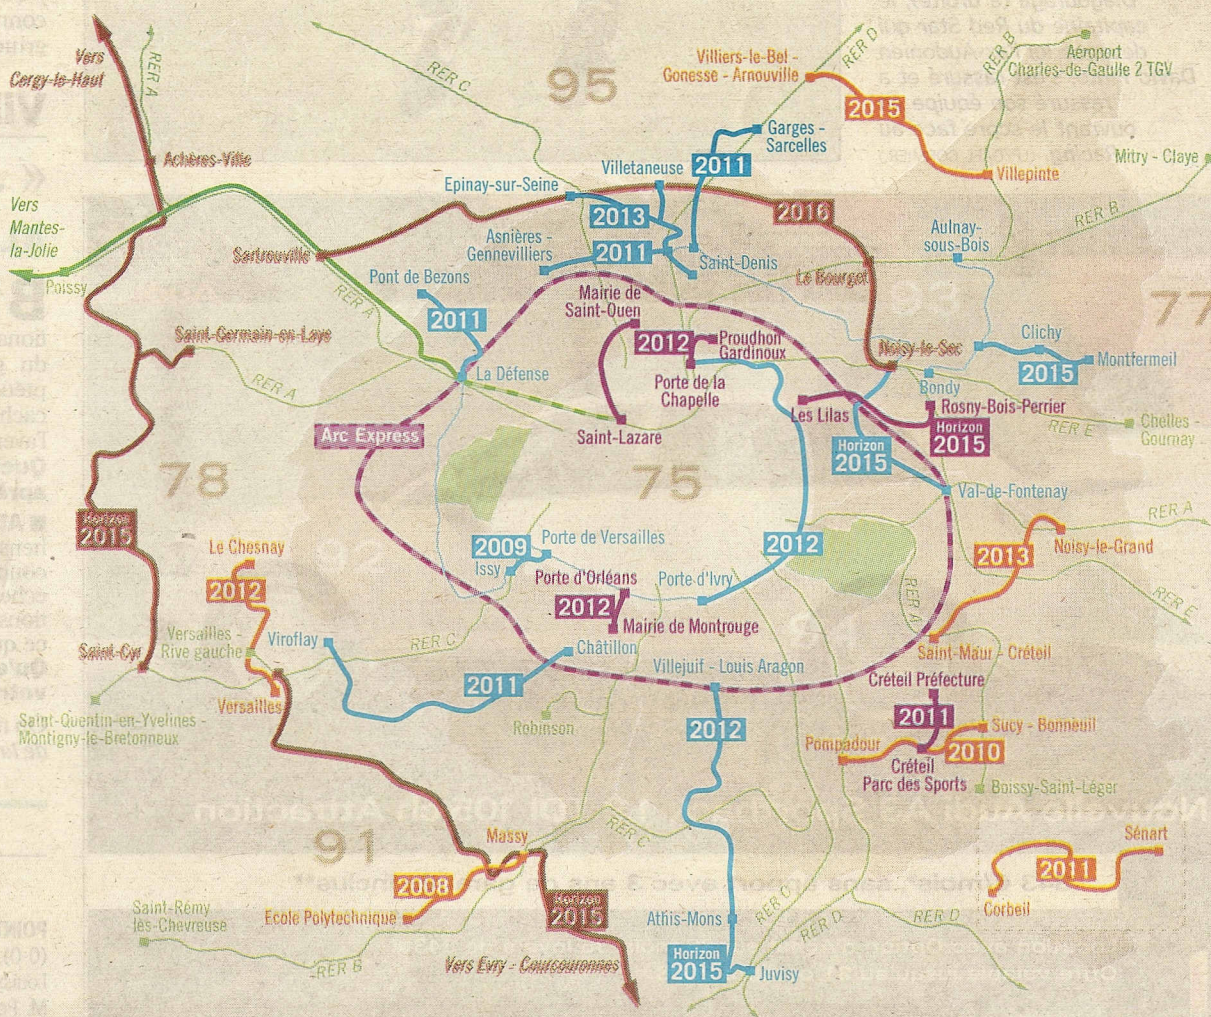 Vers
Cergy-le-Haut
RER A
RER C
95
Villiers-le-Bel -
Gonesse - Arnouville
RER D
RER B
Aéroport
Charles-de-Gaulle 2 TGV
2015
Achères-Ville
Garges -
Sarcelles
Villetaneuse
2011
Mitry - Claye
Villepinte
Epinay-sur-Seine
2013
2016
RER B
Vers
Mantes-
la-Jolie
Asnières -
Gennevilliers
2011
Saint-Denis
Aulnay-
sous-Bois
Sartrouville
Poissy
Pont de Bezons
Le Bourget
RER A
Mairie de
Saint-Ouen
77
2011
2012
Proudhon
Gardinoux
Saint-Germain-en-Laye
Noisy-le-Sec
Clichy
2015
Montfermeil
La Défense
Porte de la
Chapelle
Bondy
RER A
Les Lilas
Rosny-Bois-Perrier
Arc Express
Saint-Lazare
Horizon
2015
Horizon
2015
RER E
Chelles -
Gournay
78
75
Val-de-Fontenay
Horizon
2015
RER A
Le Chesnay
2009
Porte de Versailles
2012
2013
Noisy-le-Grand
Issy
2012
Porte d'Orléans
Porte d'Ivry
2012
Mairie de Montrouge
RER A
RER E
Saint-Cyr
Versailles -
Rive gauche
Viroflay
RER C
Châtillon
Villejuif - Louis Aragon
Saint-Maur - Créteil
2011
Créteil Préfecture
Versailles
Saint-Quentin-en-Yvelines -
Montigny-le-Bretonneux
Robinson
2012
2011
Sucy - Bonneuil
Pompadour
2010
Créteil
Parc des Sports
Boissy-Saint-Léger
91
Massy
RER C
Sénart
2008
2011
Ecole Polytechnique
Horizon
2015
Corbeil
Saint-Rémy
lès-Chevreuse
Athis-Mons
RER C
RER D
RER D
RER B
Vers Evry - Courcouronnes
Horizon
2015
Juvisy